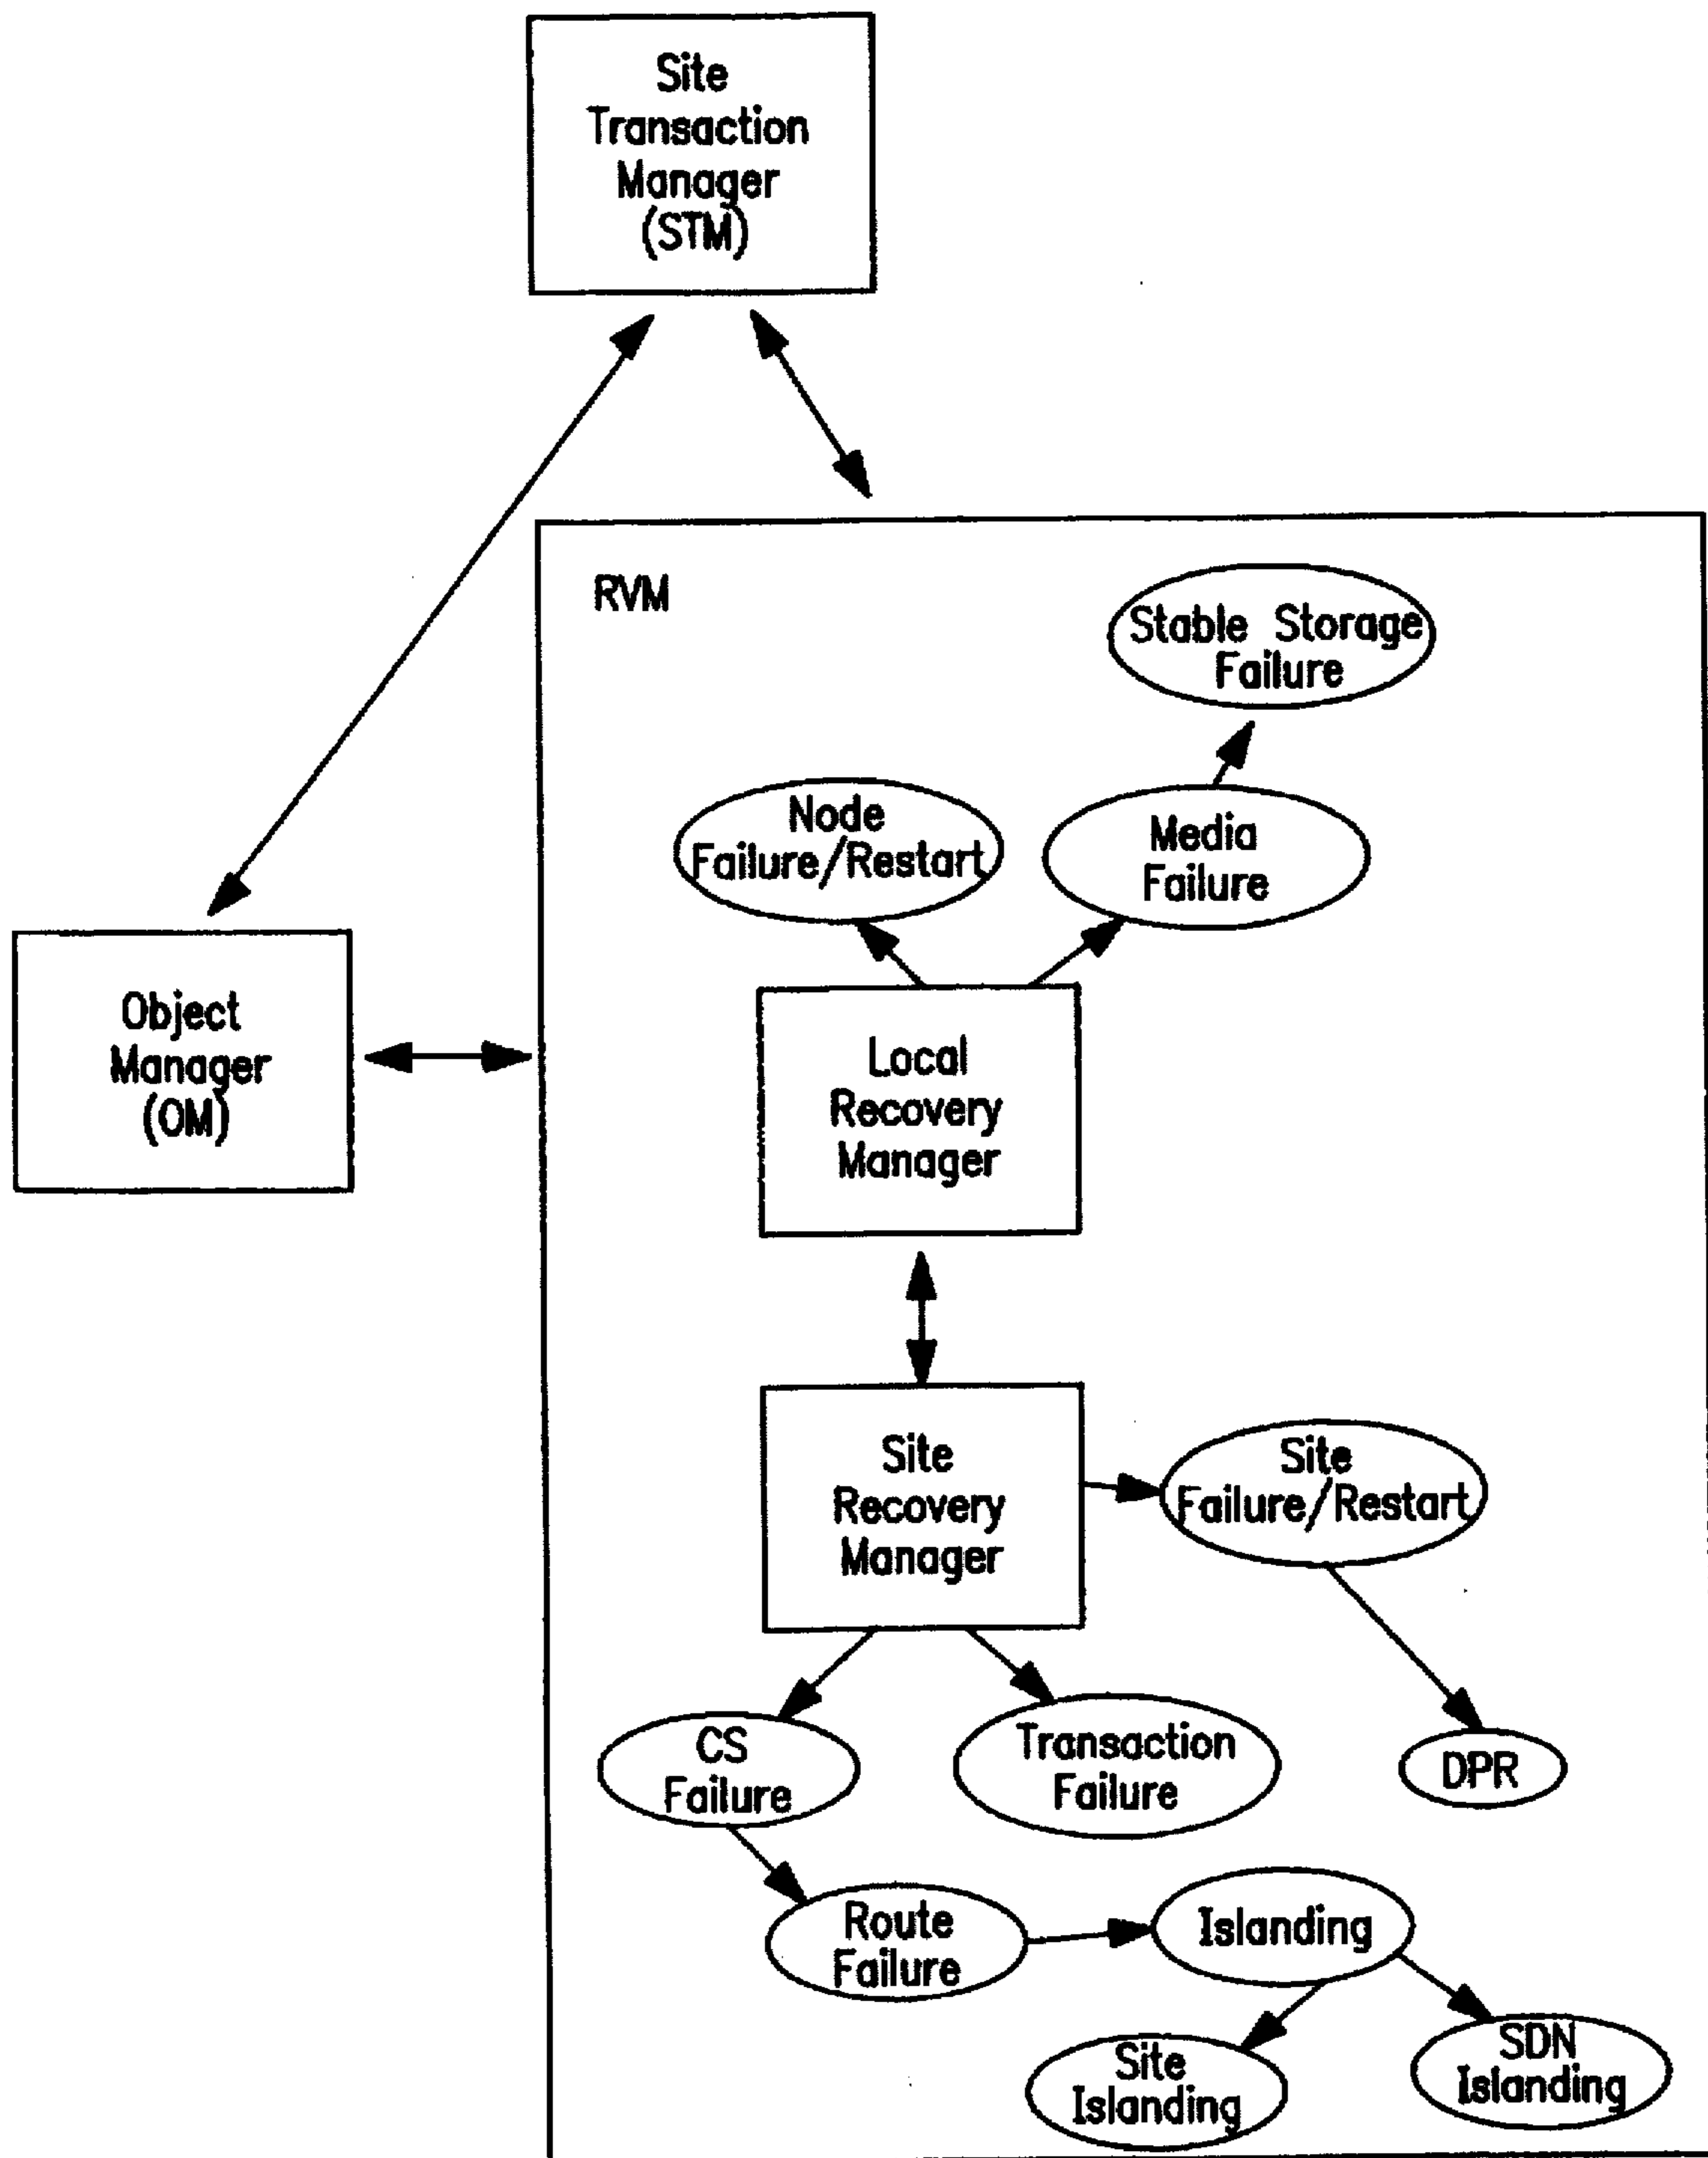 Site
Transaction
Manager
(STM)
RVM
Stable Storage
Failure
Node
Failure/Restart
Media
Failure
Object
Manager
(OM)
Local
Recovery
Manager
Site
Recovery
Manager
Site
Failure/Restart
CS
Failure
Transaction
Failure
DPR
Route
Failure
Islanding
Site
Islanding
SDN
Islanding